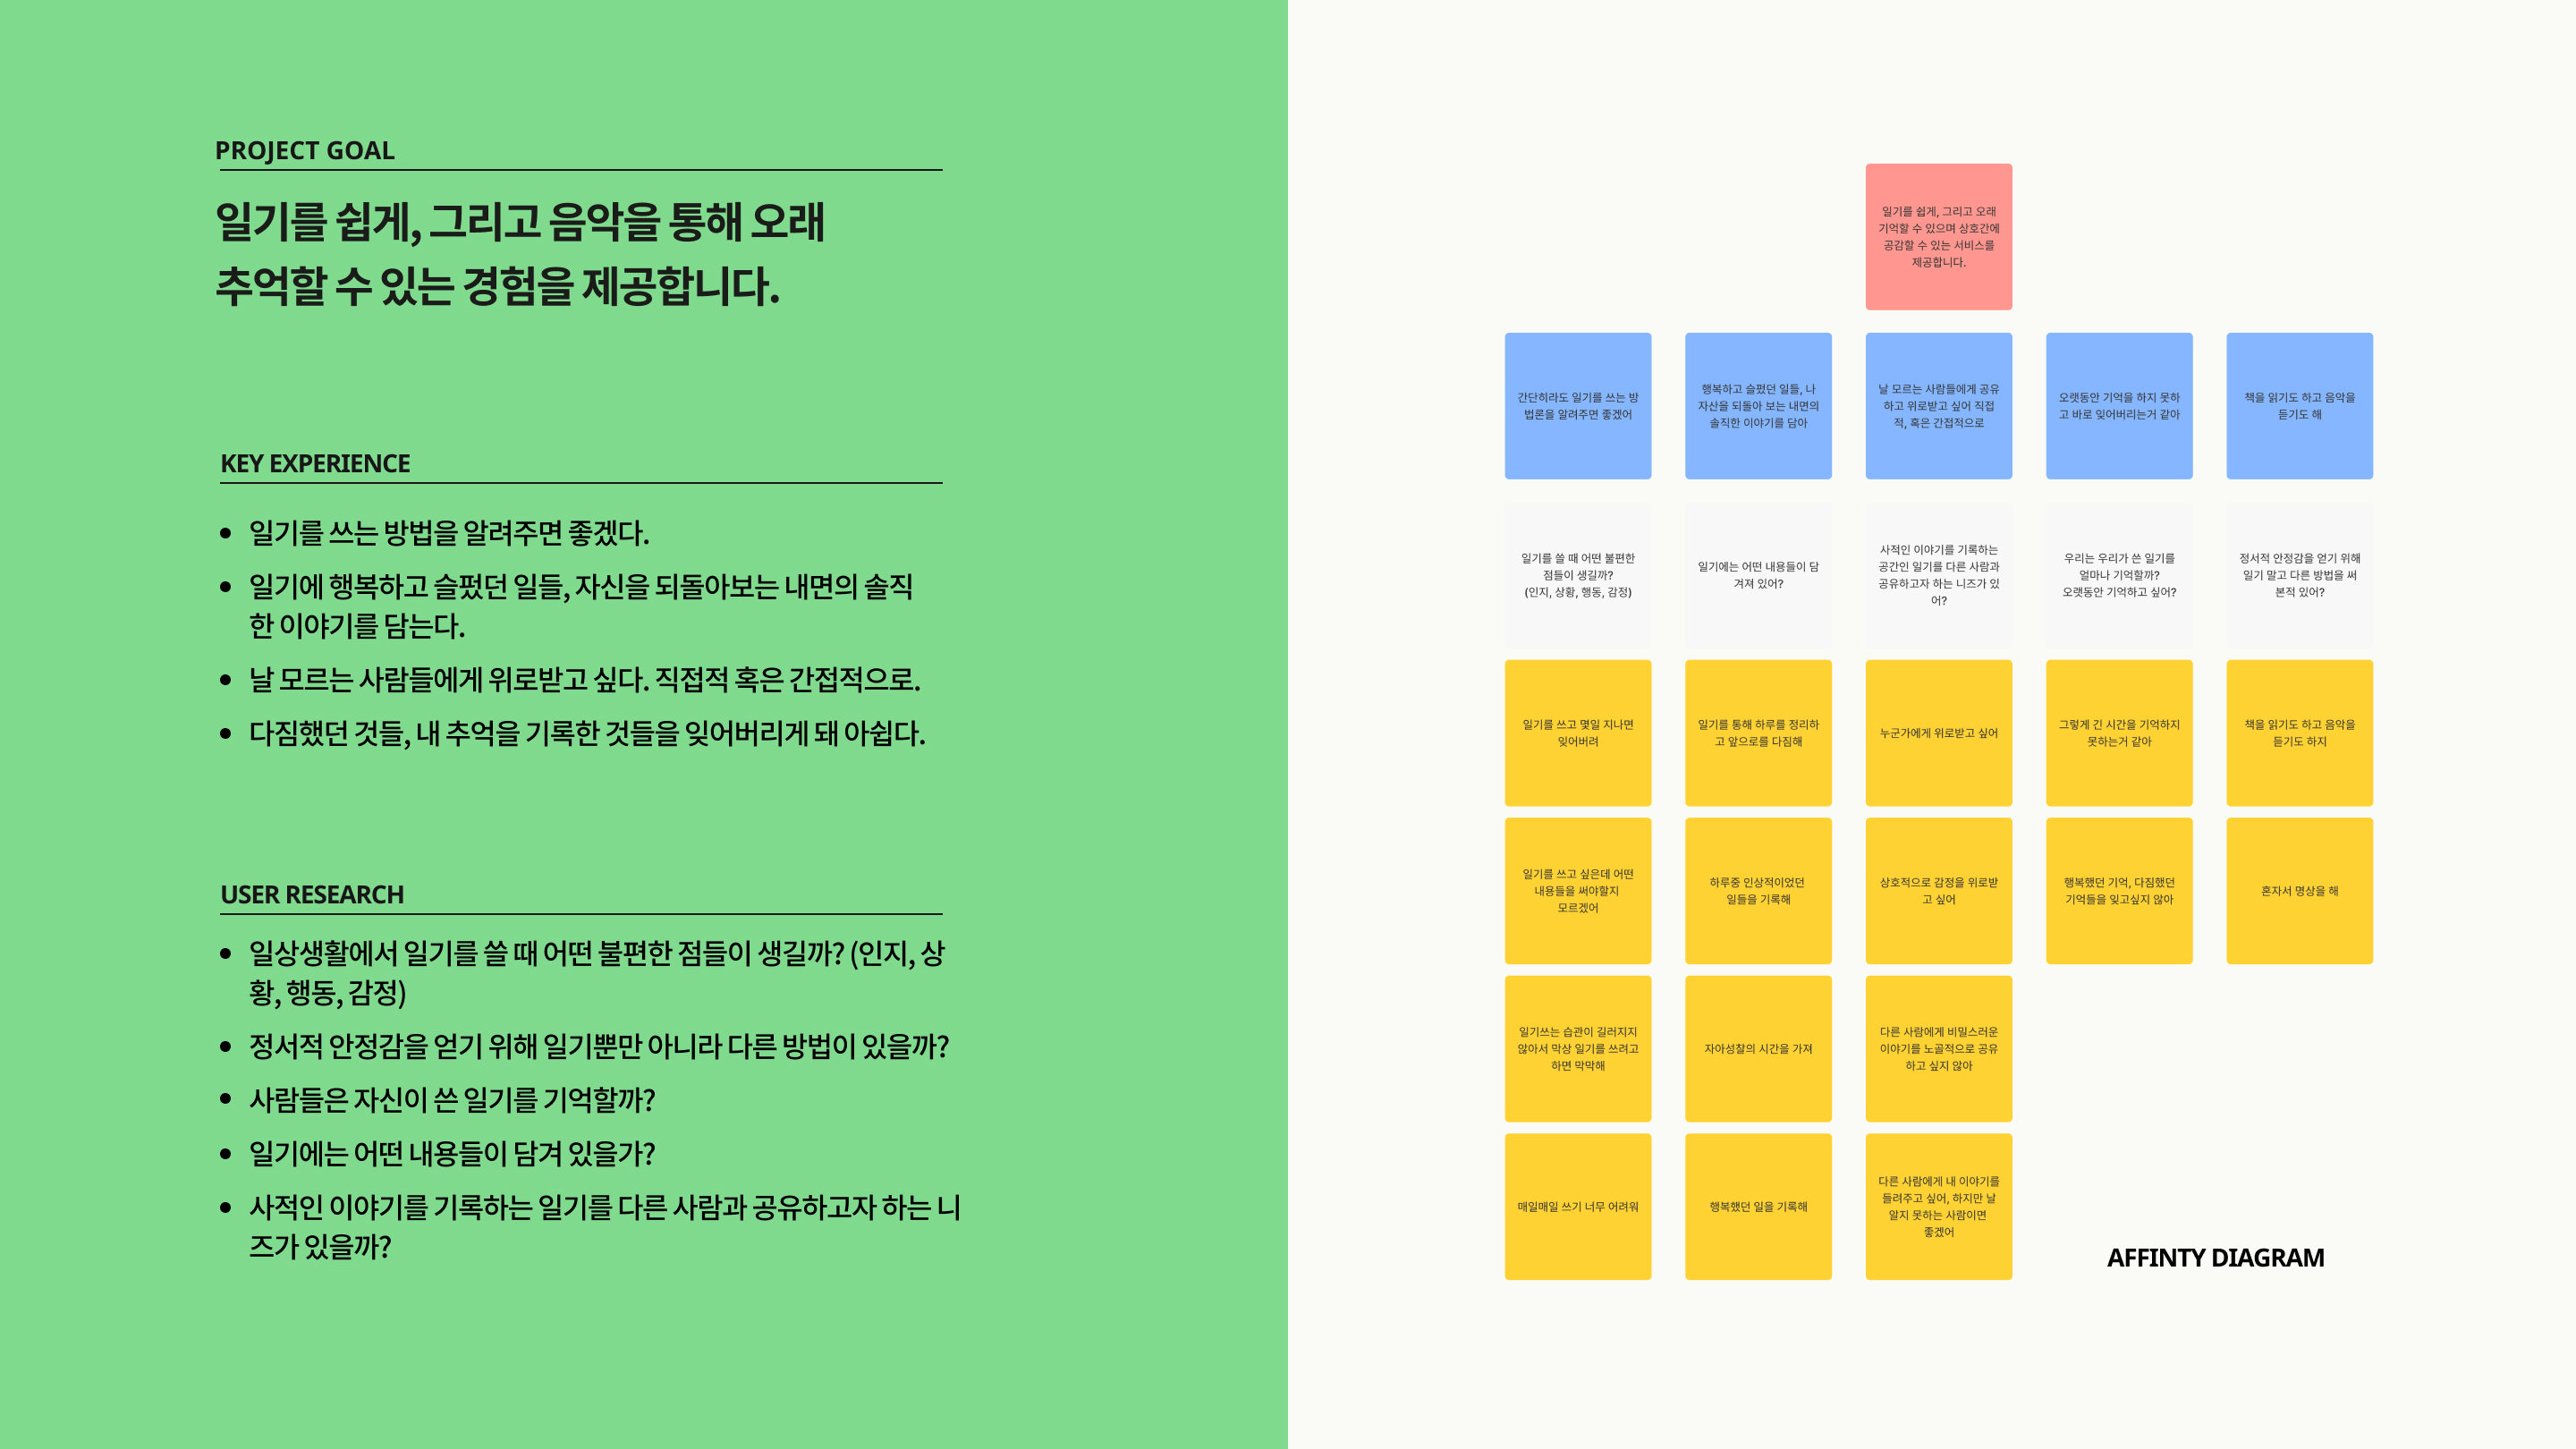 PROJECT GOAL
일기를 쉽게, 그리고 음악을 통해 오래
추억할 수 있는 경험을 제공합니다.
KEY EXPERIENCE
일기를 쓰는 방법을 알려주면 좋겠다.
일기에 행복하고 슬펐던 일들, 자신을 되돌아보는 내면의 솔직
한 이야기를 담는다.
날 모르는 사람들에게 위로받고 싶다. 직접적 혹은 간접적으로.
다짐했던 것들, 내 추억을 기록한 것들을 잊어버리게 돼 아쉽다.
USER RESEARCH
일상생활에서 일기를 쓸 때 어떤 불편한 점들이 생길까? (인지, 상
황, 행동, 감정)
정서적 안정감을 얻기 위해 일기뿐만 아니라 다른 방법이 있을까?
사람들은 자신이 쓴 일기를 기억할까?
일기에는 어떤 내용들이 담겨 있을가?
사적인 이야기를 기록하는 일기를 다른 사람과 공유하고자 하는 니
즈가 있을까?
일기를 쉽게, 그리고 오래
기억할 수 있으며 상호간에
공감할 수 있는 서비스를
제공합니다.
간단히라도 일기를 쓰는 방
법론을 알려주면 좋겠어
행복하고 슬펐던 일들, 나
자산을 되돌아 보는 내면의
솔직한 이야기를 담아
날 모르는 사람들에게 공유
하고 위로받고 싶어 직접
적, 혹은 간접적으로
오랫동안 기억을 하지 못하
고 바로 잊어버리는거 같아
책을 읽기도 하고 음악을
듣기도 해
일기를 쓸 때 어떤 불편한
점들이 생길까?
(인지, 상황, 행동, 감정)
일기에는 어떤 내용들이 담
겨져 있어?
사적인 이야기를 기록하는
공간인 일기를 다른 사람과
공유하고자 하는 니즈가 있
어?
우리는 우리가 쓴 일기를
얼마나 기억할까?
오랫동안 기억하고 싶어?
정서적 안정감을 얻기 위해
일기 말고 다른 방법을 써
본적 있어?
일기를 쓰고 몇일 지나면
잊어버려
일기를 통해 하루를 정리하
고 앞으로를 다짐해
누군가에게 위로받고 싶어
그렇게 긴 시간을 기억하지
못하는거 같아
책을 읽기도 하고 음악을
듣기도 하지
일기를 쓰고 싶은데 어떤
내용들을 써야할지
모르겠어
하루중 인상적이었던
일들을 기록해
상호적으로 감정을 위로받
고 싶어
행복했던 기억, 다짐했던
기억들을 잊고싶지 않아
혼자서 명상을 해
일기쓰는 습관이 길러지지
않아서 막상 일기를 쓰려고
하면 막막해
자아성찰의 시간을 가져
다른 사람에게 비밀스러운
이야기를 노골적으로 공유
하고 싶지 않아
매일매일 쓰기 너무 어려워
행복했던 일을 기록해
다른 사람에게 내 이야기를
들려주고 싶어, 하지만 날
알지 못하는 사람이면
좋겠어
AFFINTY DIAGRAM